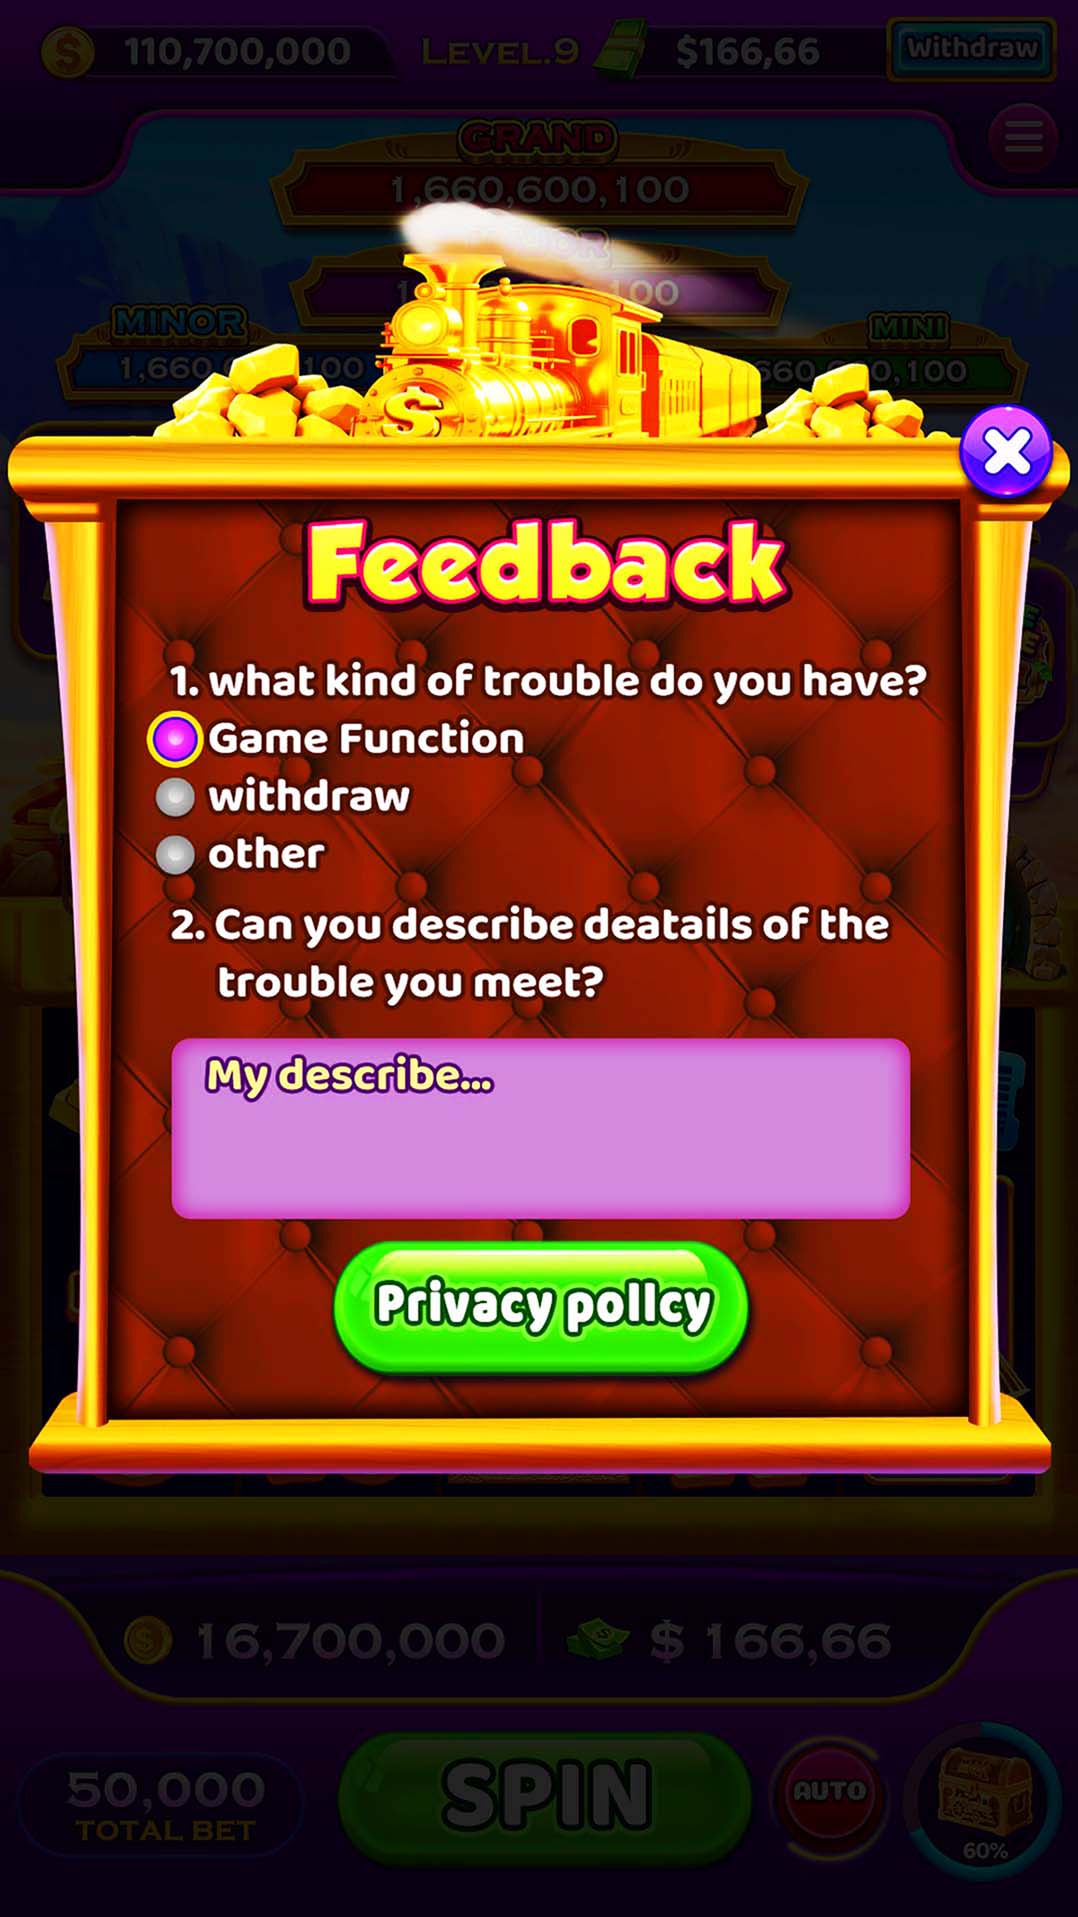 110,700,000
LEVEL.9
$166,66
Withdraw
GRAND
1,660,600,100
100
MINOR
MINI
$
Feedback
1. what kind of trouble do you have?
Game Function
withdraw
other
2. Can you describe deatails of the
trouble you meet?
My describe...
Privacy pollcy
16,700,000
$ 166,66
50,000
TOTAL BET
SPIN
AUTO
60%